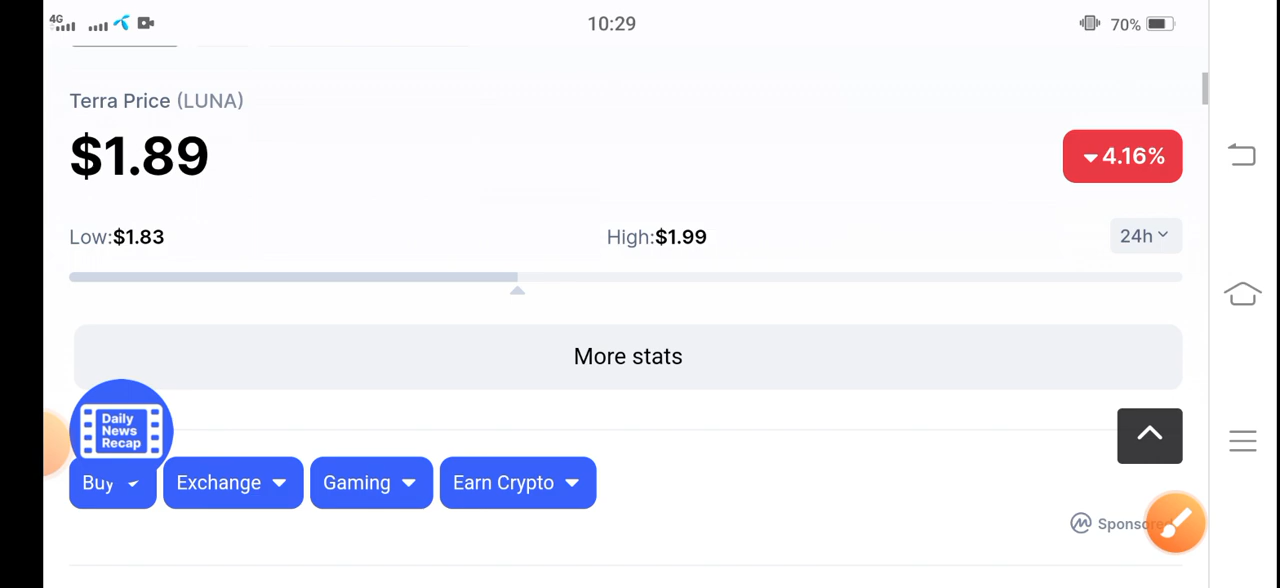 4G 10:29 70%
Terra Price (LUNA)
$1.89
4.16%
Low:$1.83 High:$1.99 24h
More stats
Daily
News
Recap
Buy Exchange Gaming Earn Crypto